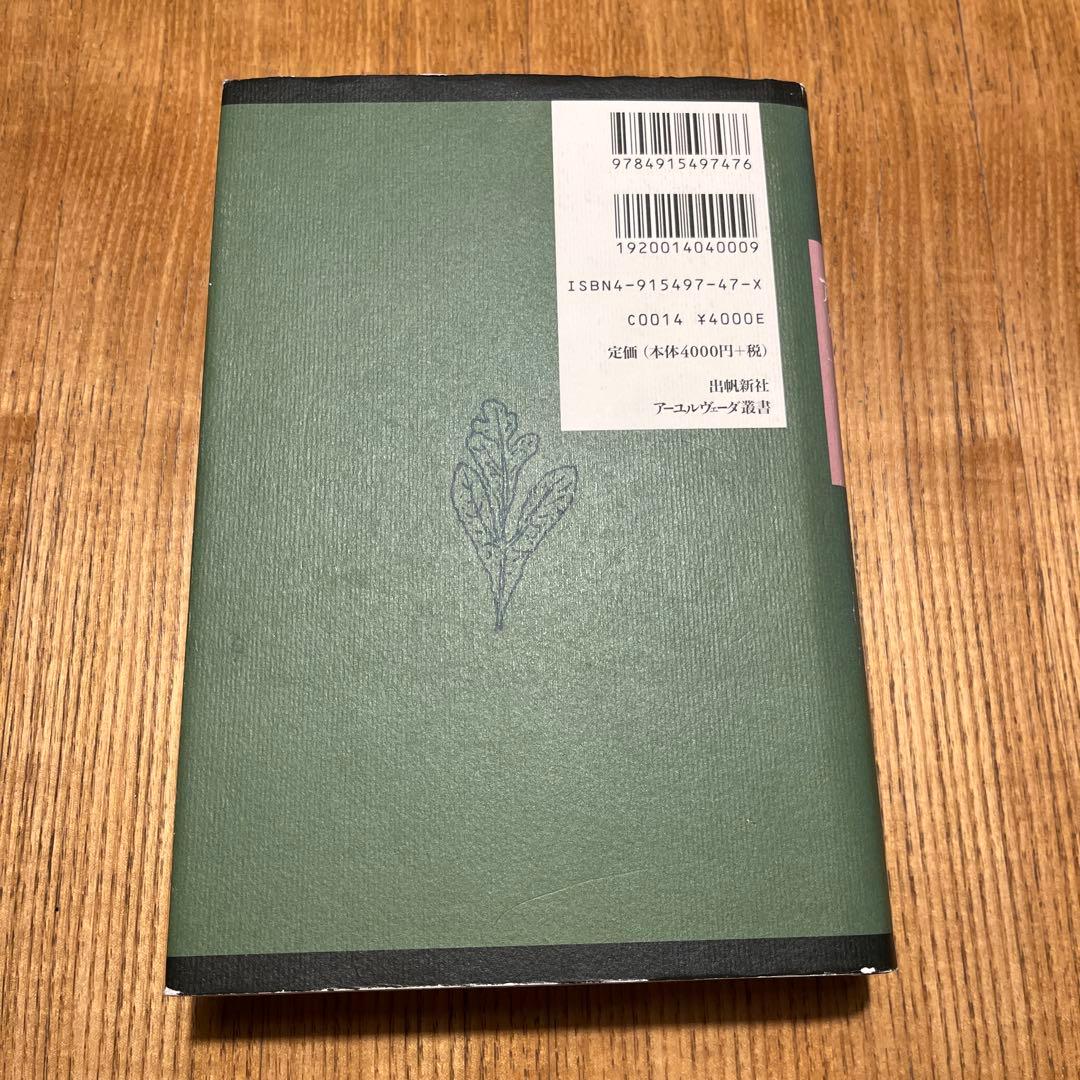 9784915497476
1920014040009
ISBN4-915497-47-X
C0014 ¥4000E
定価（本体4000円+税）
出帆新社
アーユルヴェーダ叢書